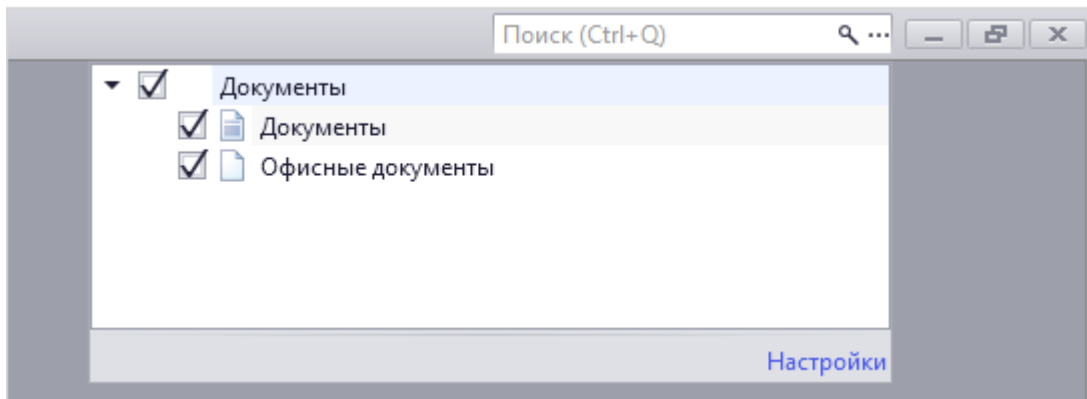 Поиск (Ctrl+Q)
Документы
Документы
Офисные документы
Настройки